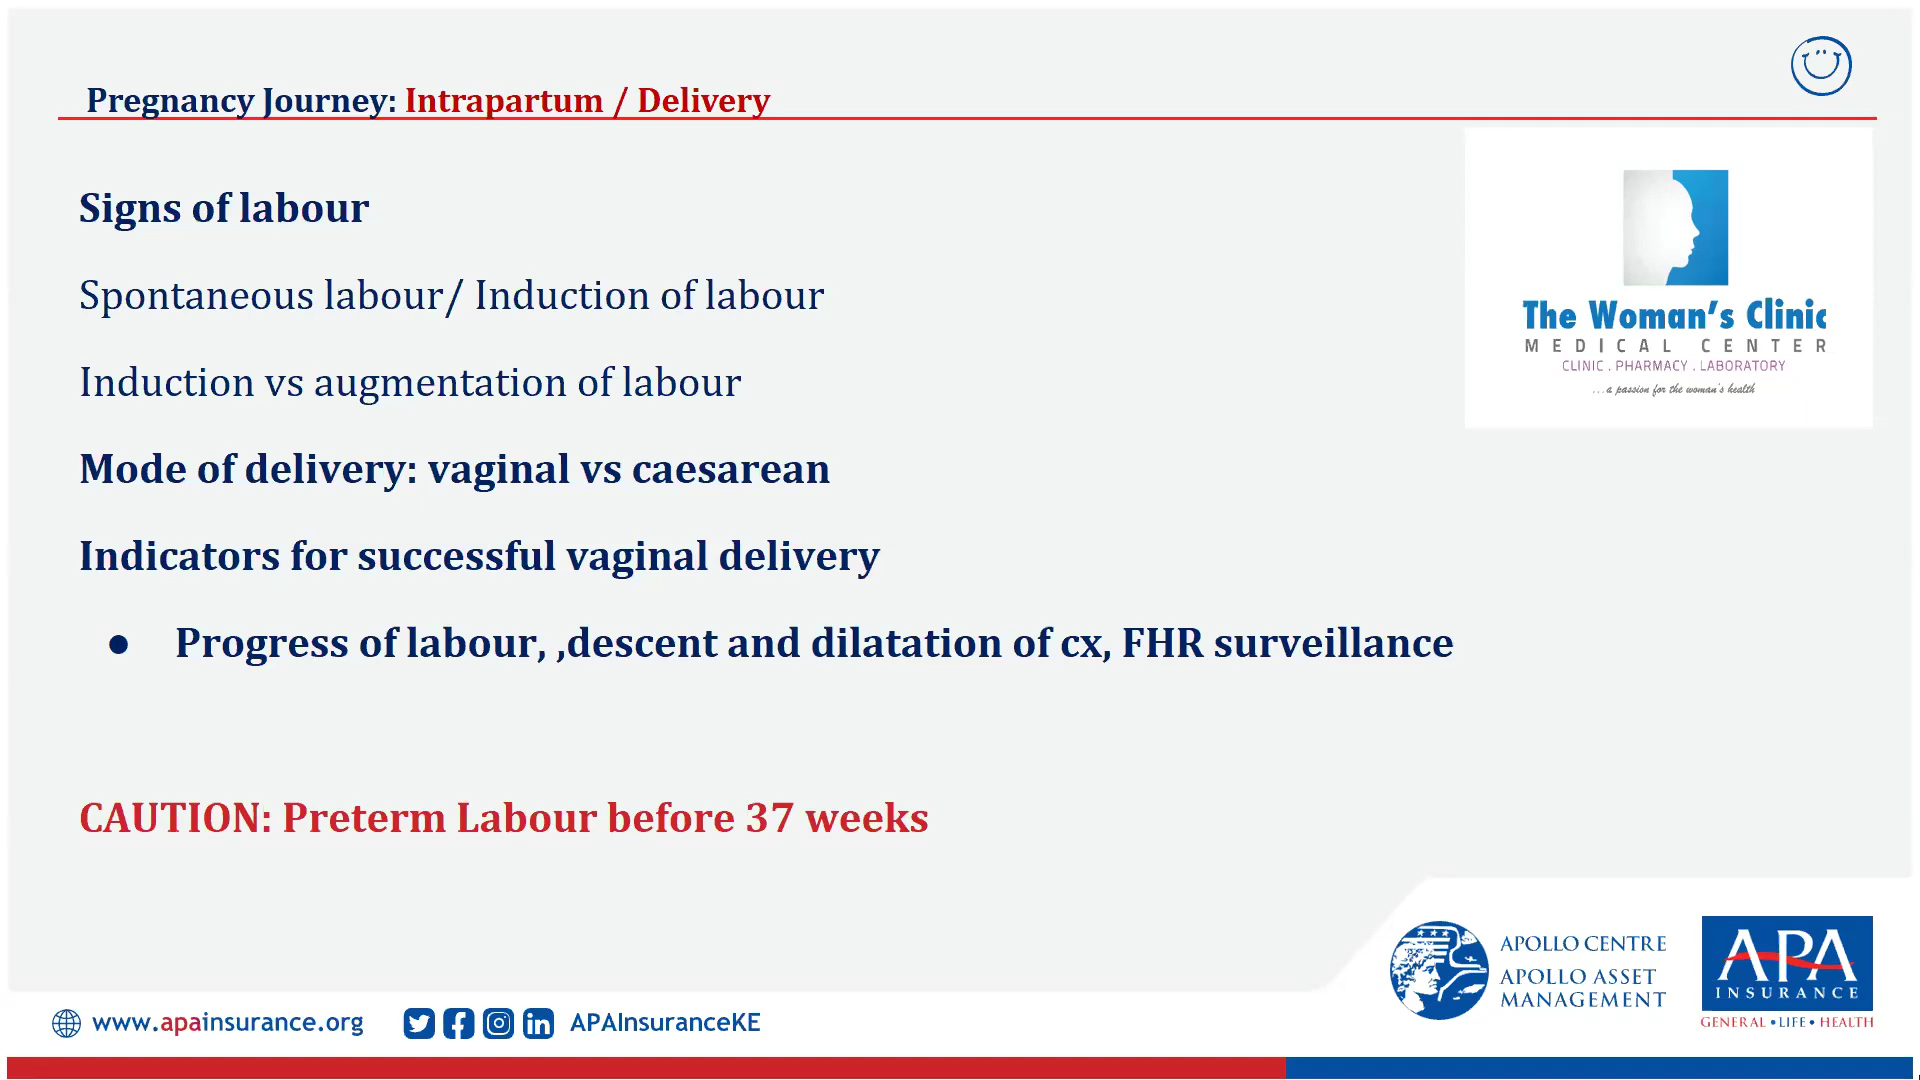 Pregnancy Journey: Intrapartum / Delivery
Signs of labour
Spontaneous labour/ Induction of labour
Induction vs augmentation of labour
Mode of delivery: vaginal vs caesarean
Indicators for successful vaginal delivery
● Progress of labour, ,descent and dilatation of cx, FHR surveillance
CAUTION: Preterm Labour before 37 weeks
The Woman's Clinic
MEDICAL CENTER
CLINIC . PHARMACY . LABORATORY
...a passion for the woman's health
APOLLO CENTRE
APOLLO ASSET
MANAGEMENT
APA
INSURANCE
GENERAL • LIFE • HEALTH
www.apainsurance.org
APAInsuranceKE